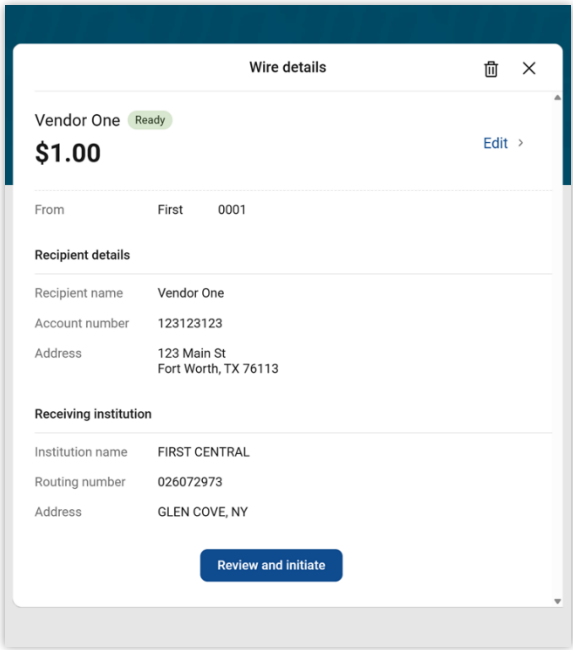 Wire details
Vendor One Ready
$1.00
Edit
From First 0001
Recipient details
Recipient name Vendor One
Account number 123123123
Address 123 Main St
Fort Worth, TX 76113
Receiving institution
Institution name FIRST CENTRAL
Routing number 026072973
Address GLEN COVE, NY
Review and initiate